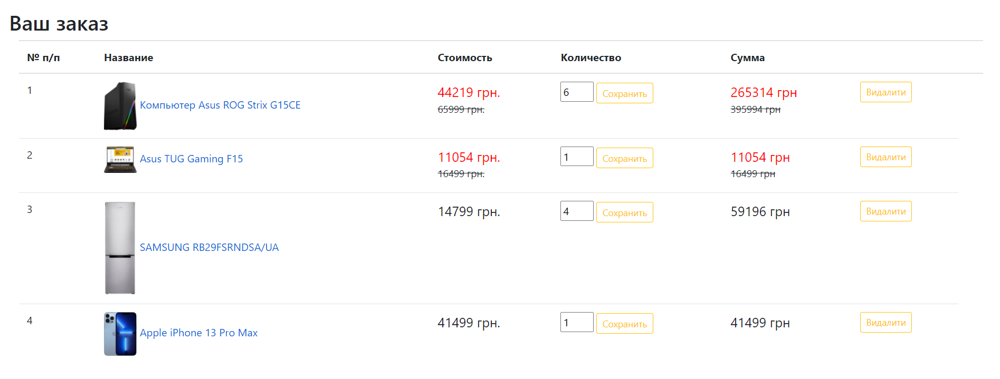 Ваш заказ
№ п/п Название Стоимость Количество Сумма
1 Компьютер Asus ROG Strix G15CE 44219 грн. 6 Сохранить 265314 грн Видалити
65999 грн. 395994 грн
2 Asus TUG Gaming F15 11054 грн. 1 Сохранить 11054 грн Видалити
16499 грн. 16499 грн
3 SAMSUNG RB29FSRNDSA/UA 14799 грн. 4 Сохранить 59196 грн Видалити
4 Apple iPhone 13 Pro Max 41499 грн. 1 Сохранить 41499 грн Видалити